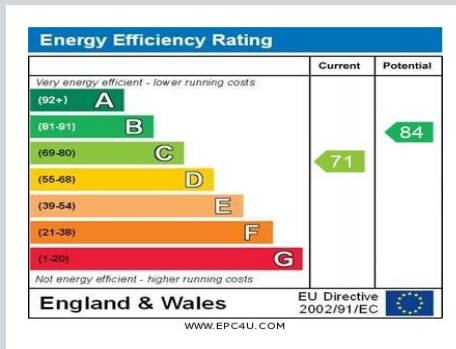 Energy Efficiency Rating
Current Potential
Very energy efficient - lower running costs
(92+) A
(81-91) B
(69-80) C
(55-68) D
(39-54) E
(21-38) F
(1-20) G
71
84
Not energy efficient - higher running costs
England & Wales
EU Directive
2002/91/EC
WWW.EPC4U.COM